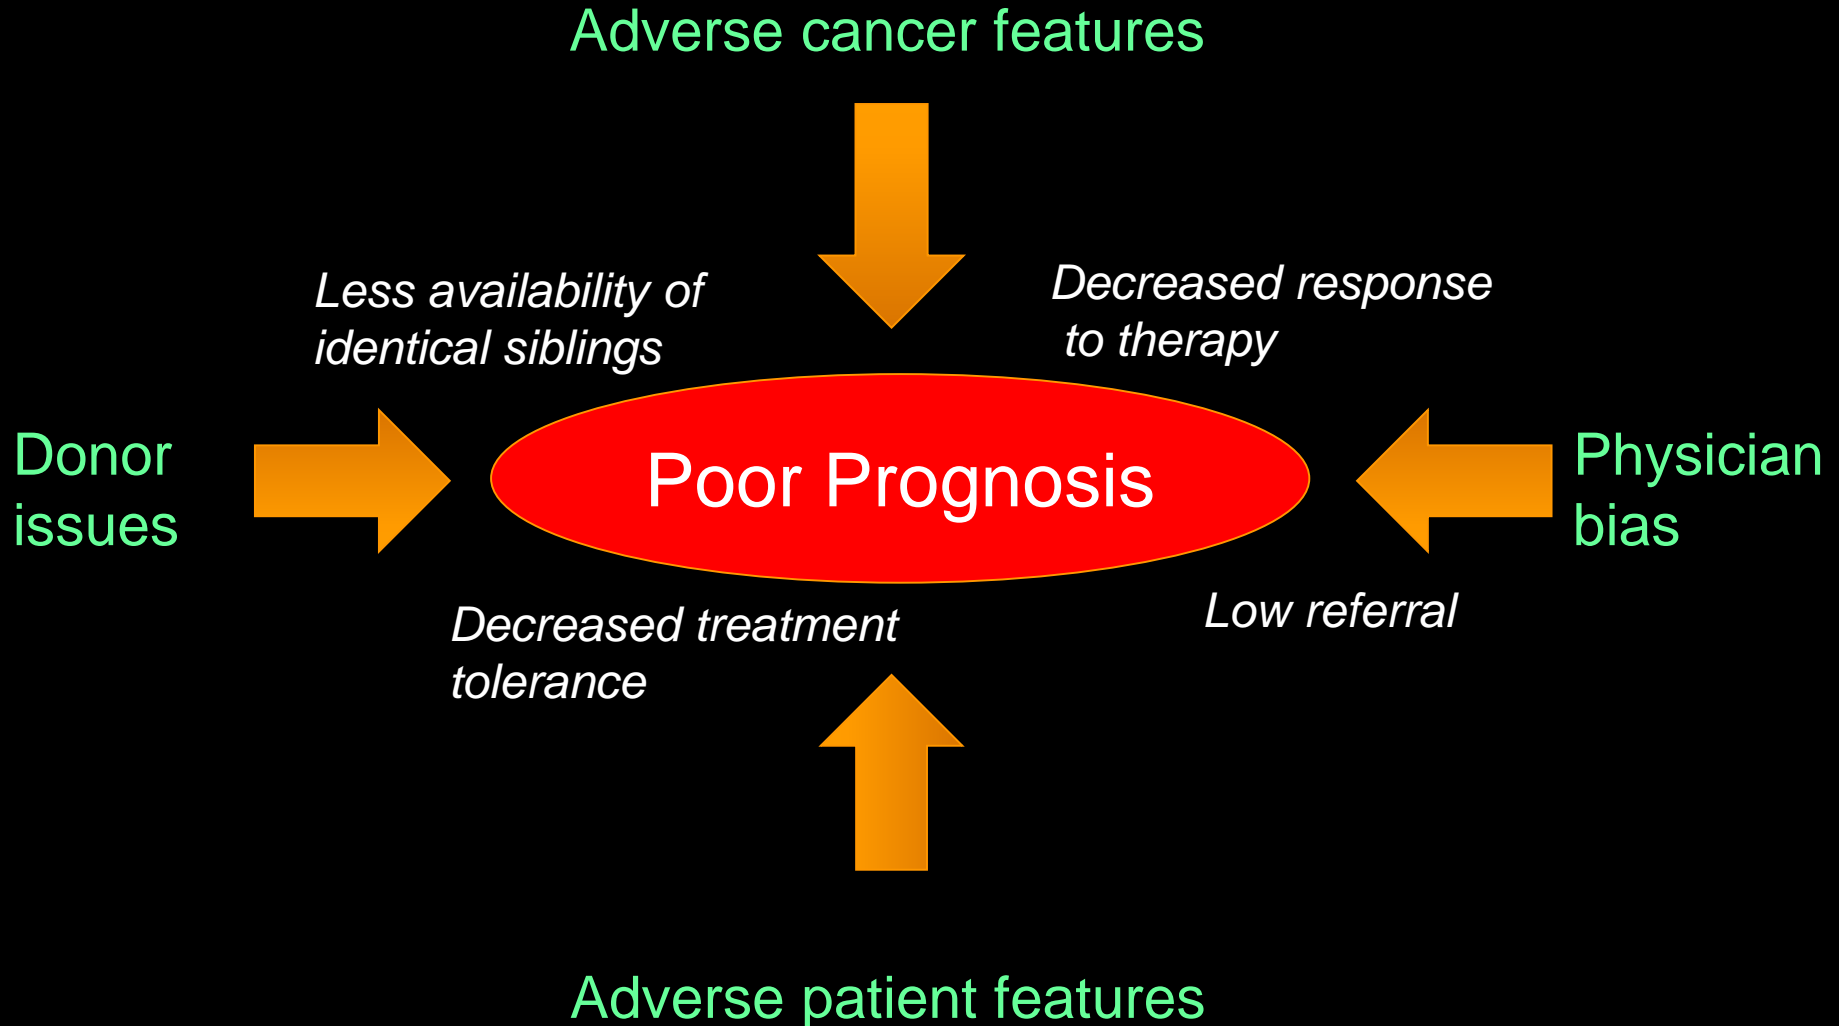 Adverse cancer features
Less availability of
identical siblings
Decreased response
to therapy
Donor
issues
Poor Prognosis
Physician
bias
Decreased treatment
tolerance
Low referral
Adverse patient features